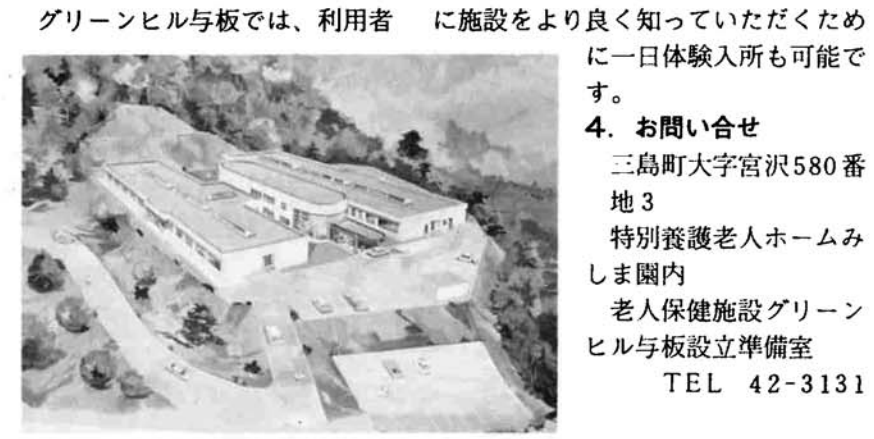 グリーンヒル与板では、利用者　に施設をより良く知っていただくため
に一日体験入所も可能で
す。
4．お問い合せ
三島町大字宮沢580番
地3
特別養護老人ホームみ
しま園内
老人保健施設グリーン
ヒル与板設立準備室
TEL　42-3131